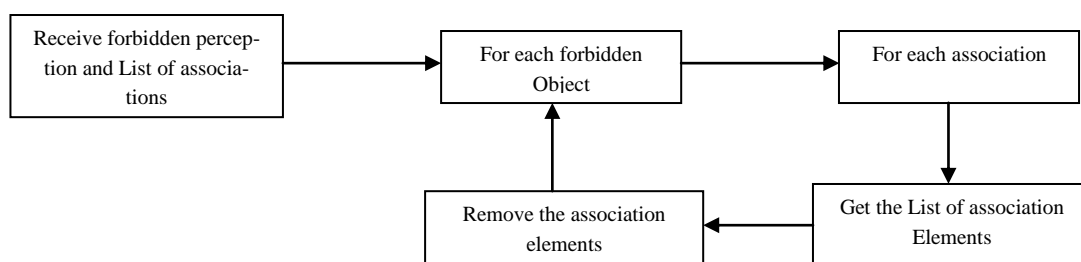 Receive forbidden percep-
tion and List of associa-
tions
For each forbidden
Object
For each association
Remove the association
elements
Get the List of association
Elements